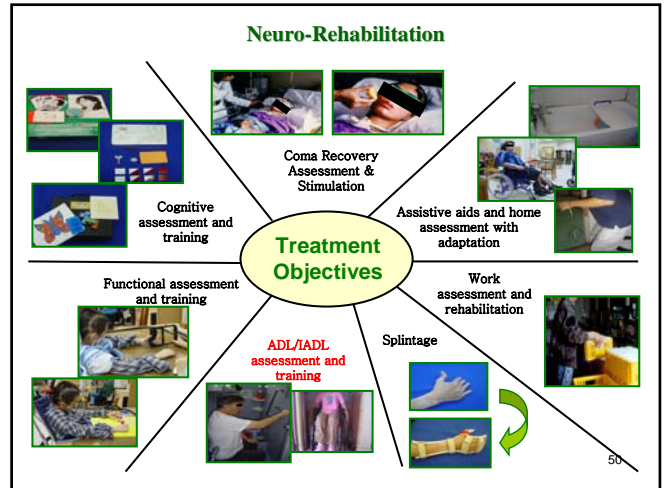 Neuro-Rehabilitation
Coma Recovery
Assessment &
Stimulation
Cognitive
assessment and
training
Assistive aids and home
assessment with
adaptation
Treatment
Objectives
Functional assessment
and training
Work
assessment and
rehabilitation
ADL/IADL
assessment and
training
Splintage
50